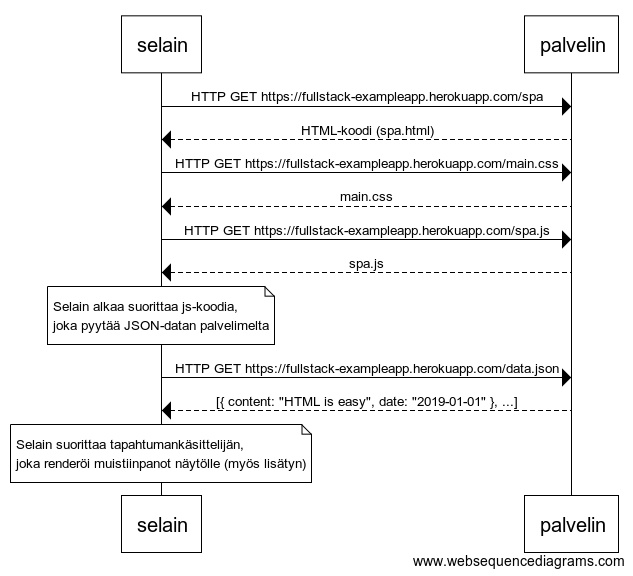 selain
palvelin
HTTP GET https://fullstack-exampleapp.herokuapp.com/spa
HTML-koodi (spa.html)
HTTP GET https://fullstack-exampleapp.herokuapp.com/main.css
main.css
HTTP GET https://fullstack-exampleapp.herokuapp.com/spa.js
spa.js
Selain alkaa suorittaa js-koodia,
joka pyytää JSON-datan palvelimelta
HTTP GET https://fullstack-exampleapp.herokuapp.com/data.json
[{ content: "HTML is easy", date: "2019-01-01" }, ...]
Selain suorittaa tapahtumankäsittelijän,
joka renderöi muistiinpanot näytölle (myös lisätyn)
selain
palvelin
www.websequencediagrams.com